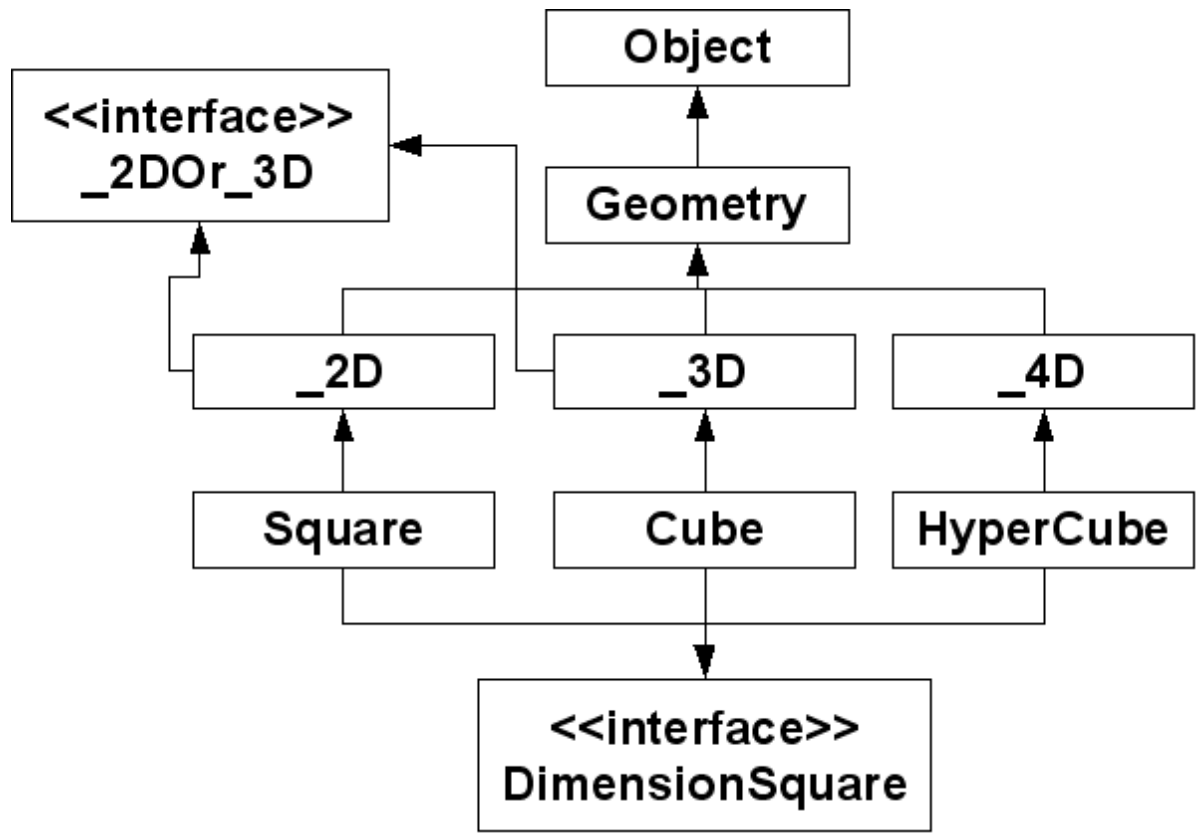 Object
<<interface>>
_2DOr_3D
Geometry
_2D
_3D
_4D
Square
Cube
HyperCube
<<interface>>
DimensionSquare